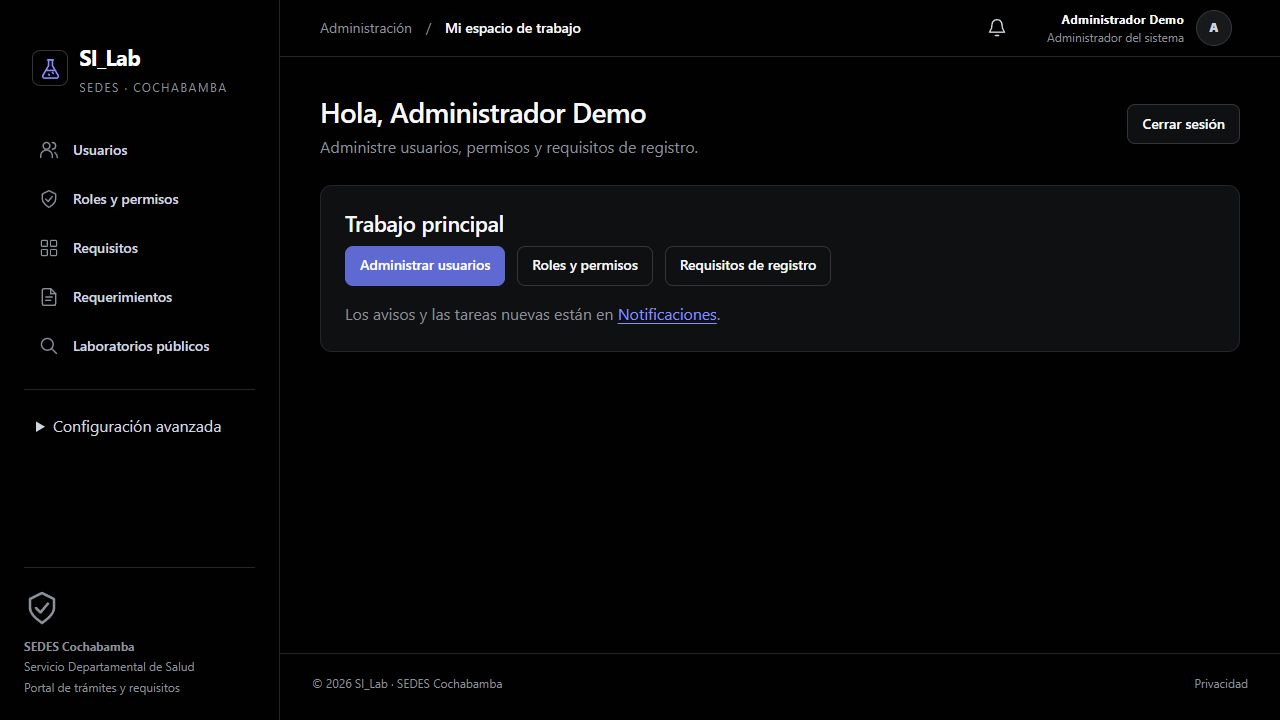 SI_Lab
SEDES · COCHABAMBA
Usuarios
Roles y permisos
Requisitos
Requerimientos
Laboratorios públicos
Configuración avanzada
SEDES Cochabamba
Servicio Departamental de Salud
Portal de trámites y requisitos
Administración / Mi espacio de trabajo
Administrador Demo
Administrador del sistema
A
Hola, Administrador Demo
Administre usuarios, permisos y requisitos de registro.
Cerrar sesión
Trabajo principal
Administrar usuarios Roles y permisos Requisitos de registro
Los avisos y las tareas nuevas están en Notificaciones.
© 2026 SI_Lab · SEDES Cochabamba
Privacidad